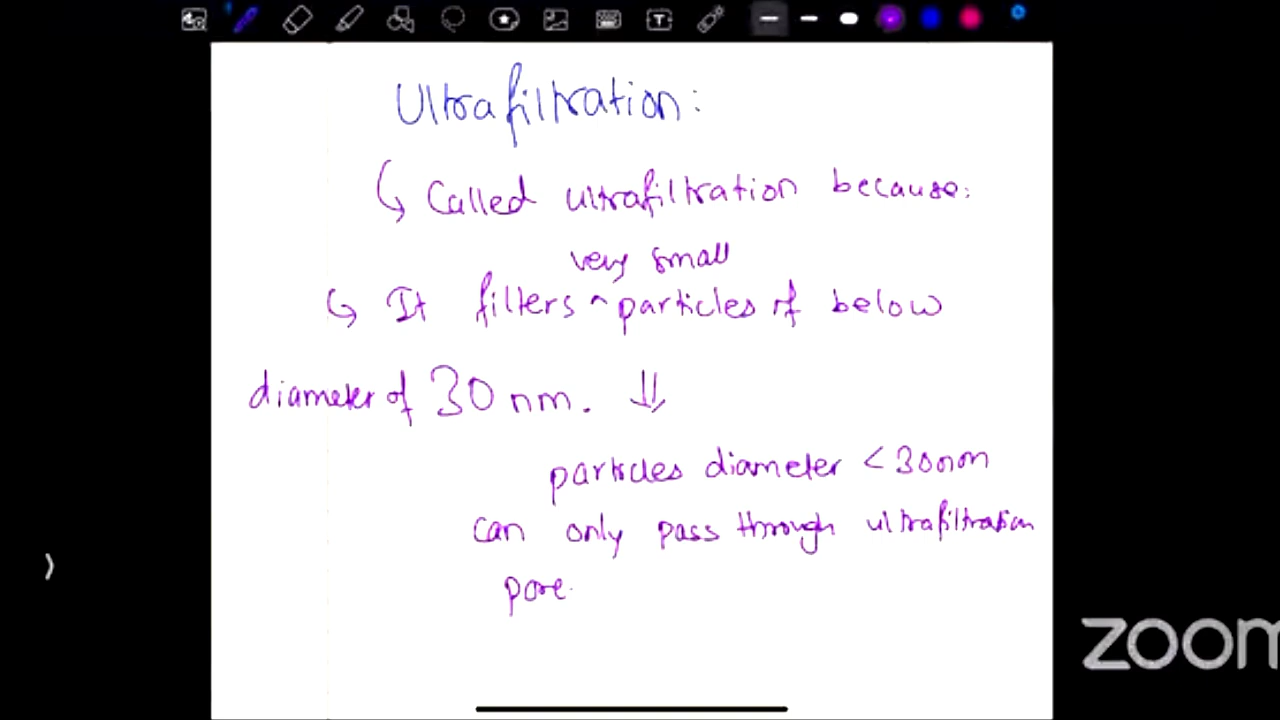 Ultrafiltration:
↳ Called ultrafiltration because:
very small
↳ It filters ^ particles of below
diameter of 30 nm. ⇓
particles diameter < 30nm
can only pass through ultrafiltration
pore.
zoom